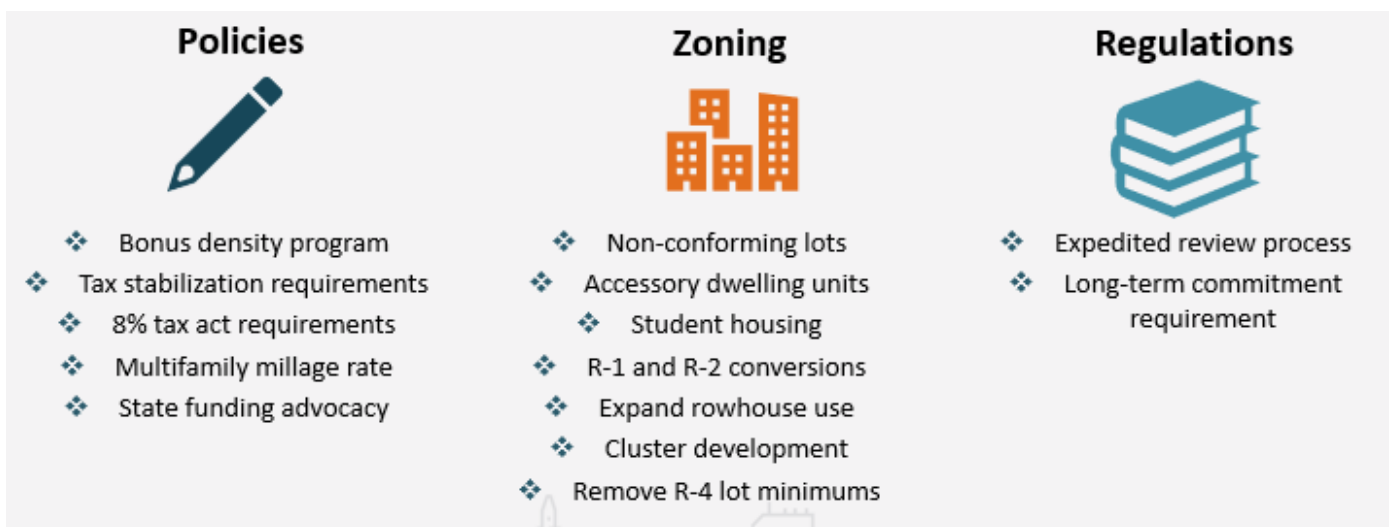 Policies
Bonus density program
Tax stabilization requirements
8% tax act requirements
Multifamily millage rate
State funding advocacy
Zoning
Non-conforming lots
Accessory dwelling units
Student housing
R-1 and R-2 conversions
Expand rowhouse use
Cluster development
Remove R-4 lot minimums
Regulations
Expedited review process
Long-term commitment
requirement